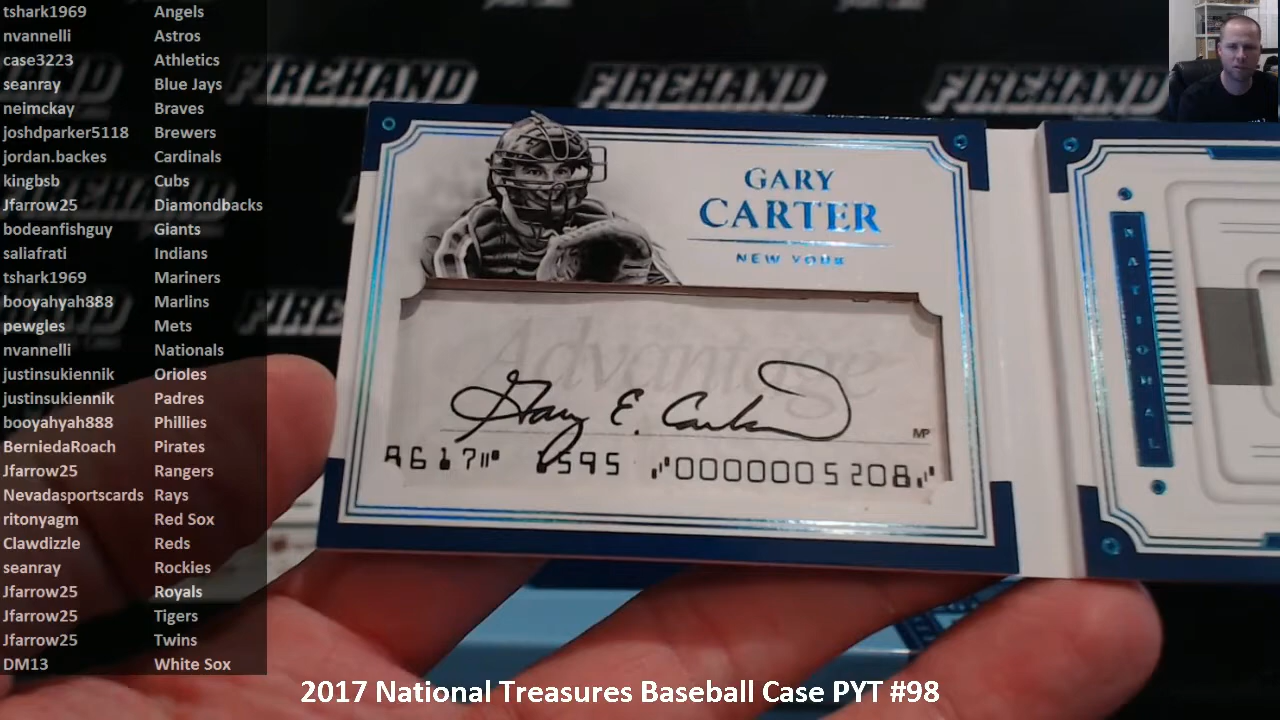 tshark1969 Angels
nvannelli Astros
case3223 Athletics
seanray Blue Jays
neimckay Braves
joshdparker5118 Brewers
jordan.backes Cardinals
kingbsb Cubs
Jfarrow25 Diamondbacks
bodeanfishguy Giants
saliafrati Indians
tshark1969 Mariners
booyahyah888 Marlins
pewgles Mets
nvannelli Nationals
justinsukiennik Orioles
justinsukiennik Padres
booyahyah888 Phillies
BerniedaRoach Pirates
Jfarrow25 Rangers
Nevadasportscards Rays
ritonyagm Red Sox
Clawdizzle Reds
seanray Rockies
Jfarrow25 Royals
Jfarrow25 Tigers
Jfarrow25 Twins
DM13 White Sox
FIREHAND FIREHAND FIREHAND
GARY
CARTER
NEW YORK
Advantage
Gary E. Carter
MP
0000005208
NATIONAL
2017 National Treasures Baseball Case PYT #98